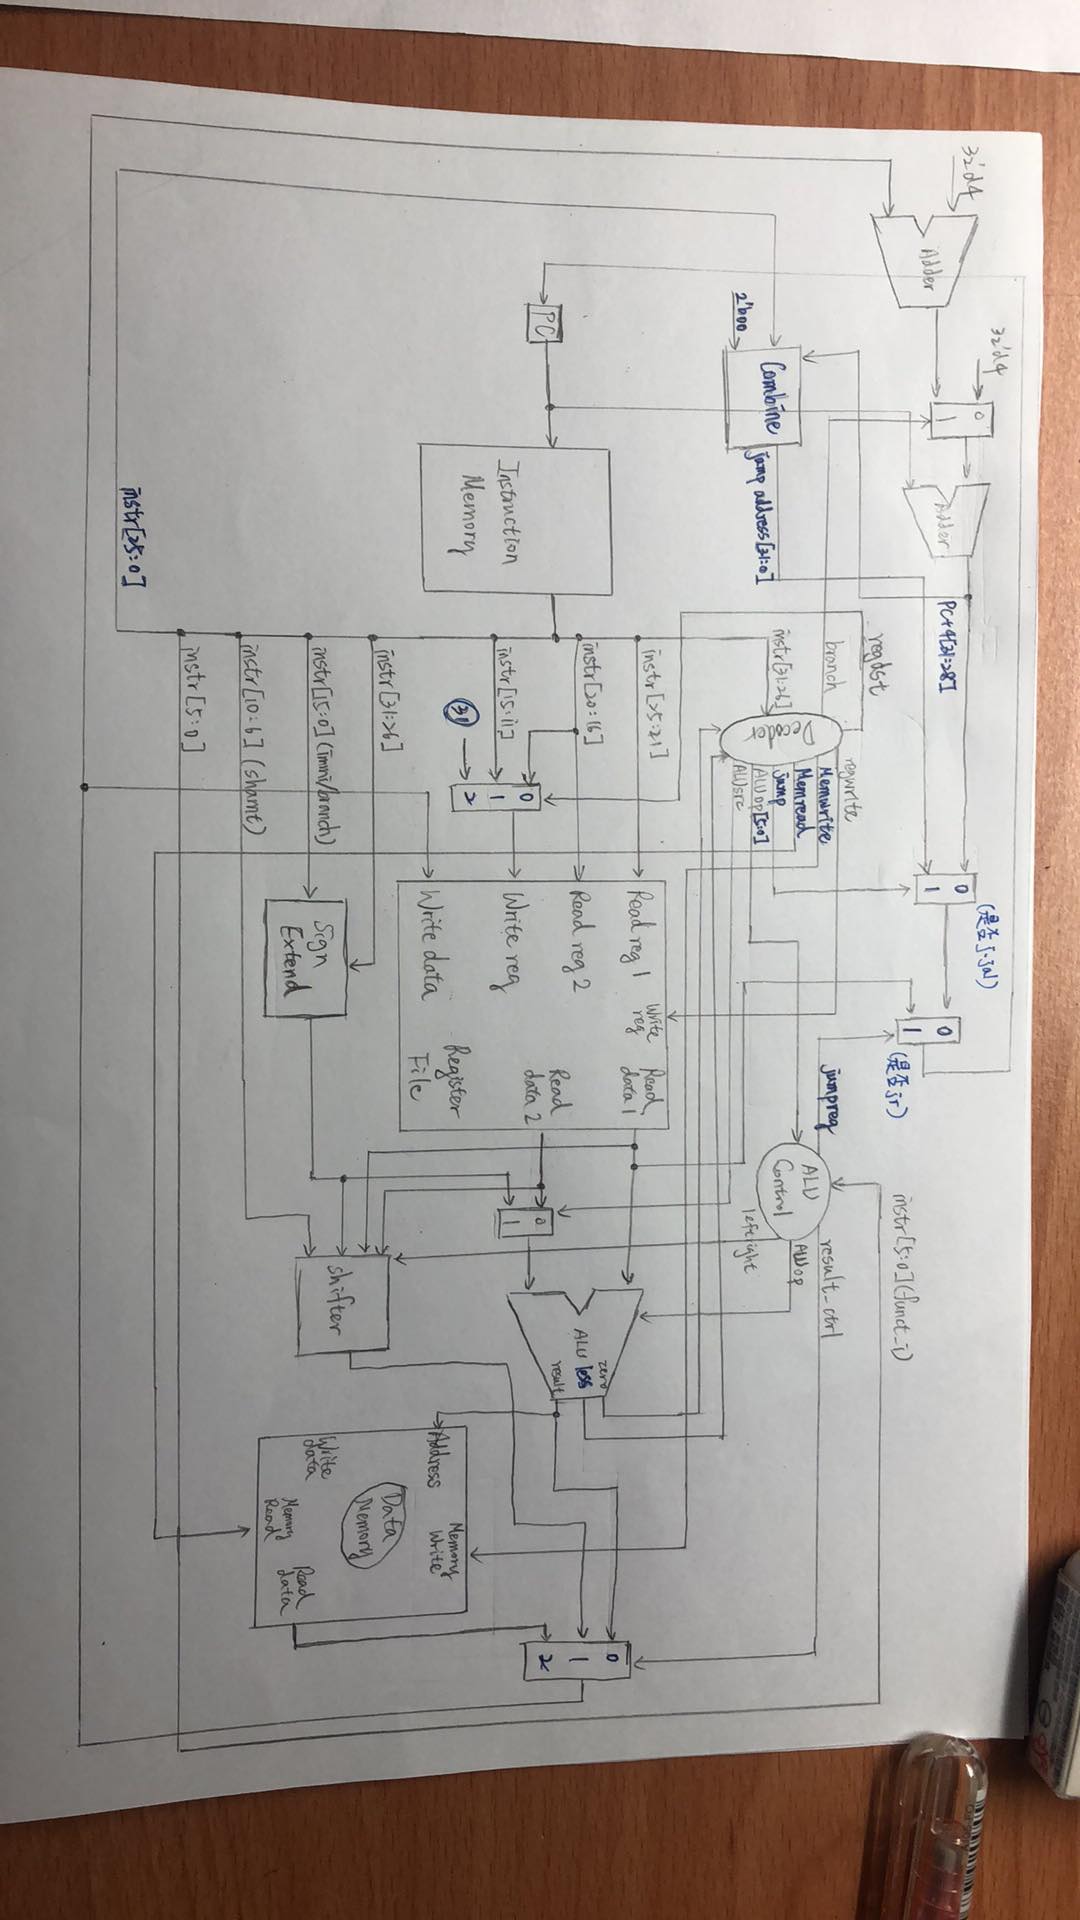 32'd4
32'd4
0
1
Adder
Adder
PC+4[31:28]
(是否j.jal)
0
1
0
1
(是否jr)
instr[5:0](funct_i)
regdst
branch
regwrite
Memwrite
Memread
jump
ALUop[5:0]
ALUsrc
Decoder
instr[31:26]
jumpreg
ALU
Control
result_ctrl
ALUop
leftright
Combine
2'b00
jump address[31:0]
instr[25:21]
Read reg 1
Write
reg
Read
data 1
instr[20:16]
Read reg 2
Read
data 2
0
1
zero
ALU less
result
0
1
2
PC
Instruction
Memory
instr[15:11]
0
1
2
31
Write reg
Write data
Register
File
Address
Memory
Write
Data
Memory
Write
data
Memory
Read
Read
data
instr[31:26]
instr[15:0](immi/branch)
Sign
Extend
shifter
instr[10:6](shamt)
instr[5:0]
instr[25:0]